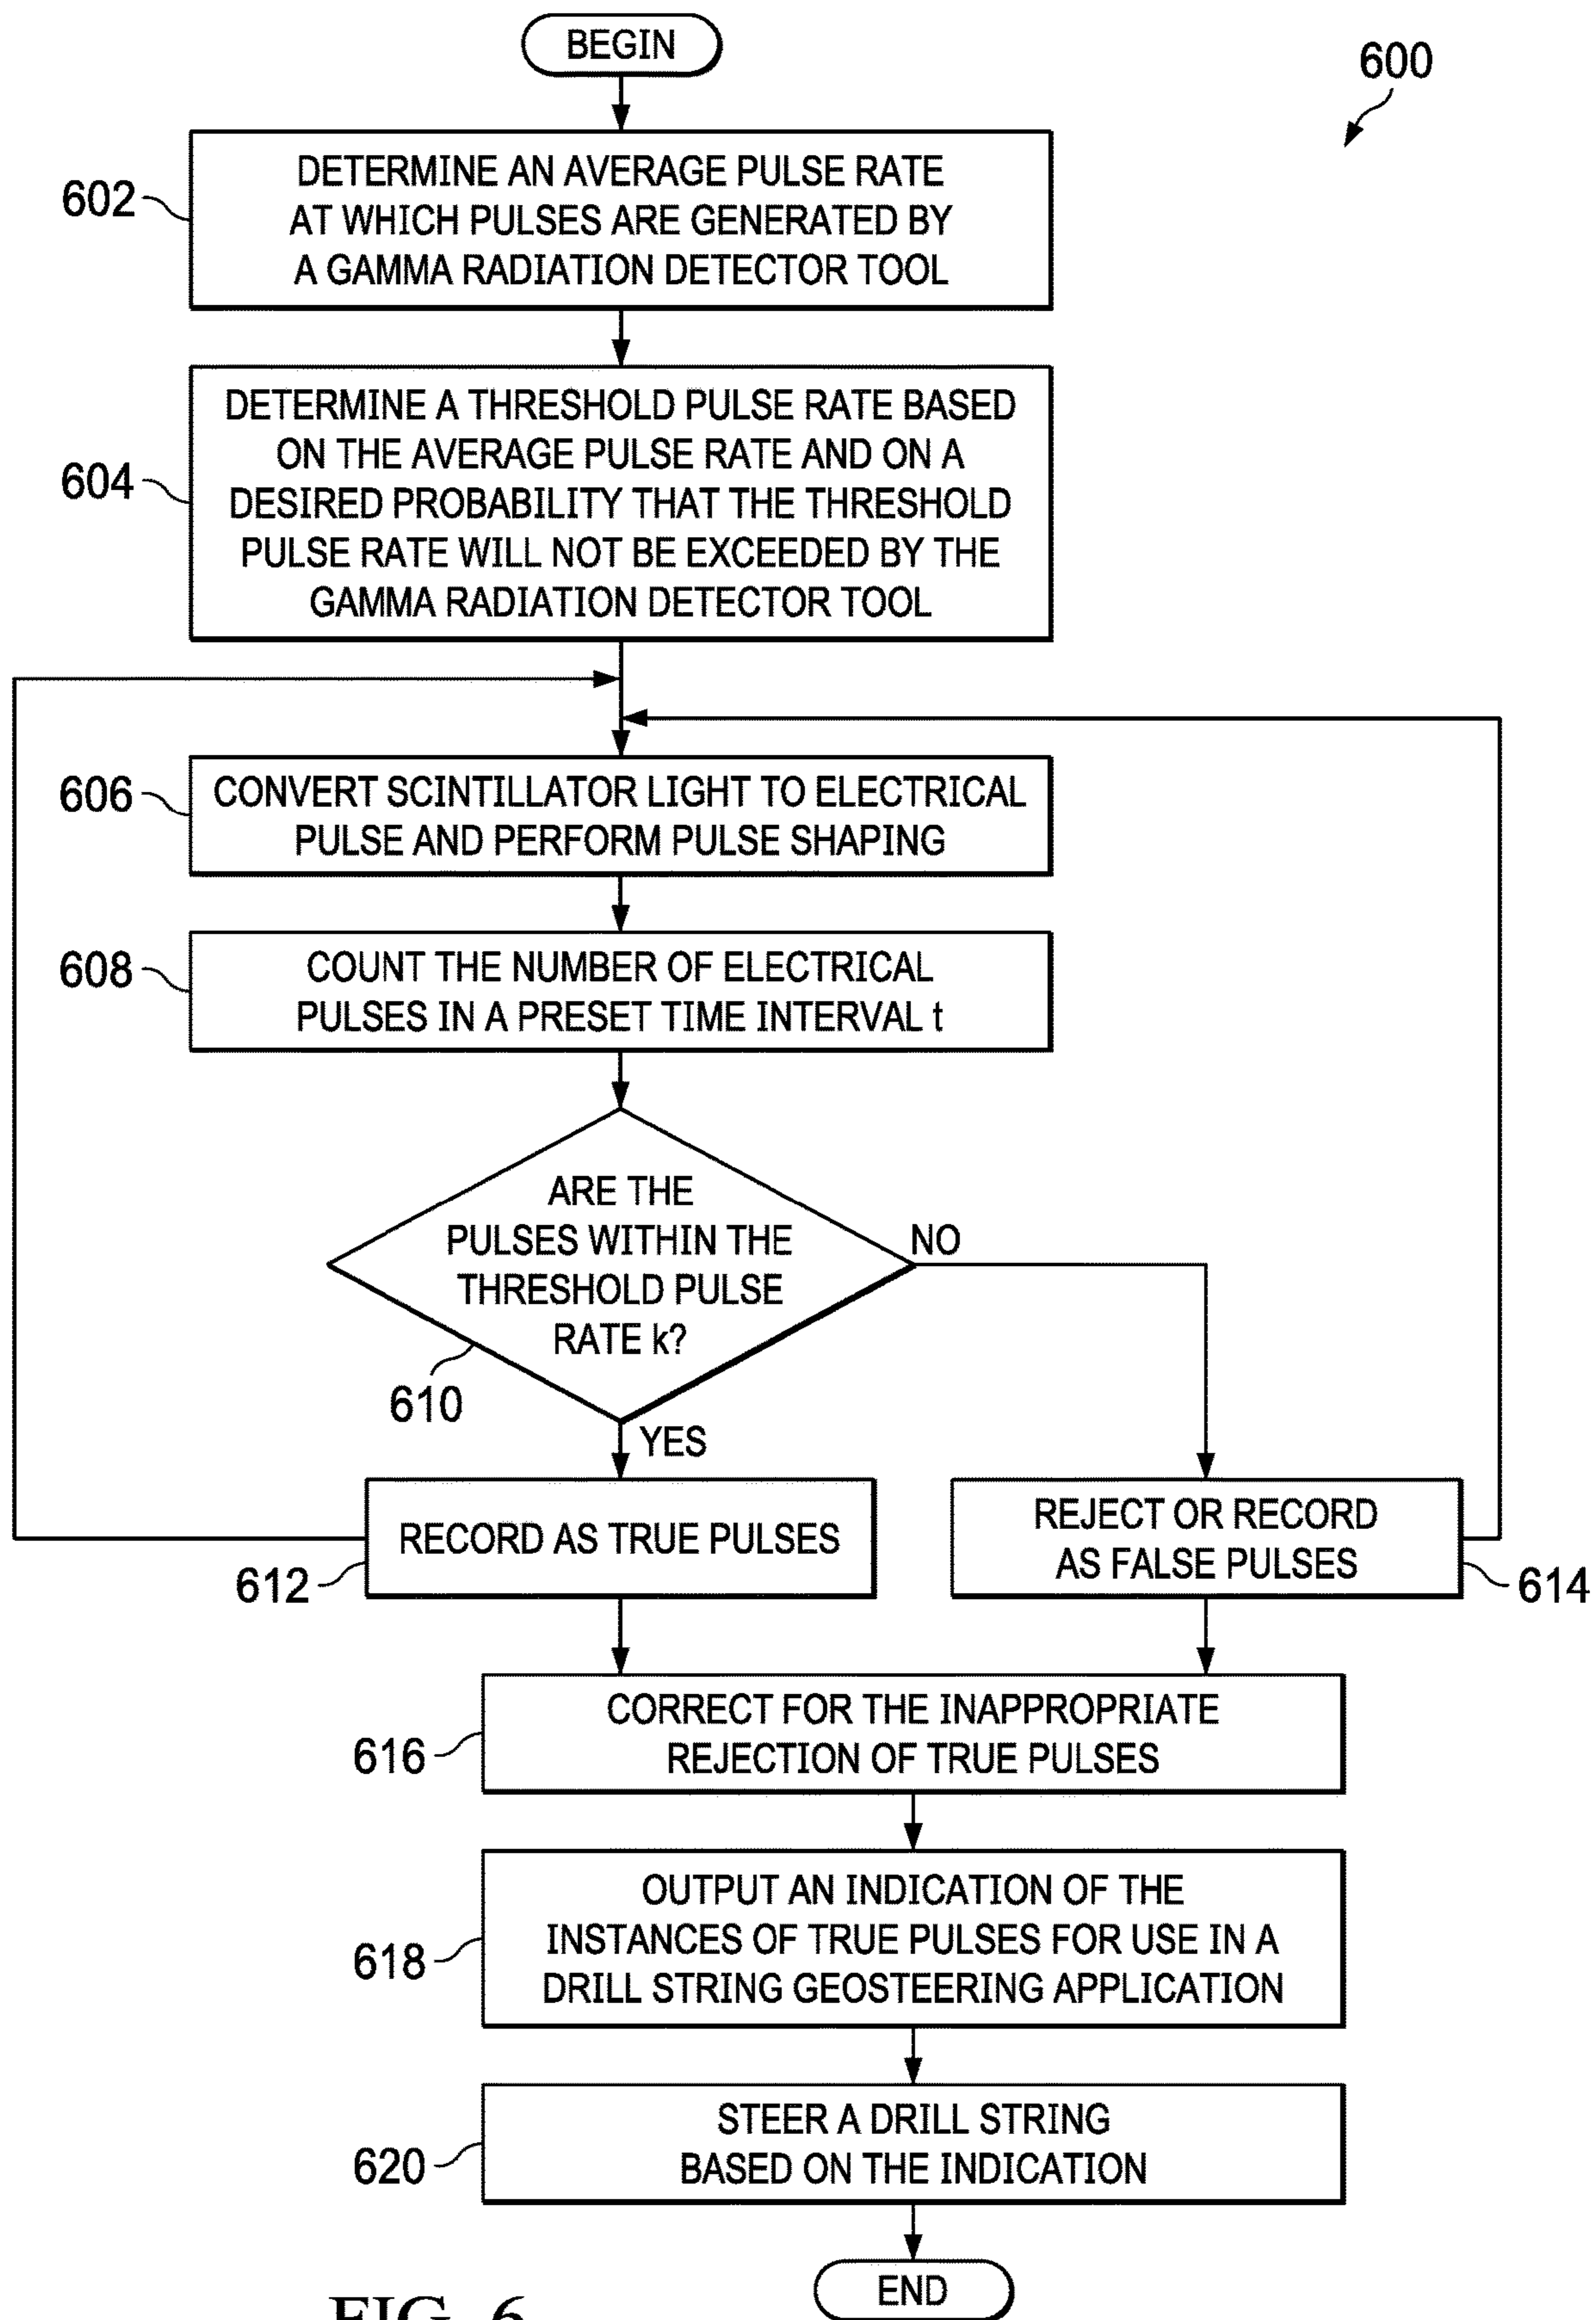 BEGIN
600
602
DETERMINE AN AVERAGE PULSE RATE
AT WHICH PULSES ARE GENERATED BY
A GAMMA RADIATION DETECTOR TOOL
604
DETERMINE A THRESHOLD PULSE RATE BASED
ON THE AVERAGE PULSE RATE AND ON A
DESIRED PROBABILITY THAT THE THRESHOLD
PULSE RATE WILL NOT BE EXCEEDED BY THE
GAMMA RADIATION DETECTOR TOOL
606
CONVERT SCINTILLATOR LIGHT TO ELECTRICAL
PULSE AND PERFORM PULSE SHAPING
608
COUNT THE NUMBER OF ELECTRICAL
PULSES IN A PRESET TIME INTERVAL t
ARE THE
PULSES WITHIN THE
THRESHOLD PULSE
RATE k?
610
NO
YES
RECORD AS TRUE PULSES
612
REJECT OR RECORD
AS FALSE PULSES
614
CORRECT FOR THE INAPPROPRIATE
REJECTION OF TRUE PULSES
616
OUTPUT AN INDICATION OF THE
INSTANCES OF TRUE PULSES FOR USE IN A
DRILL STRING GEOSTEERING APPLICATION
618
STEER A DRILL STRING
BASED ON THE INDICATION
620
END
FIG. 6